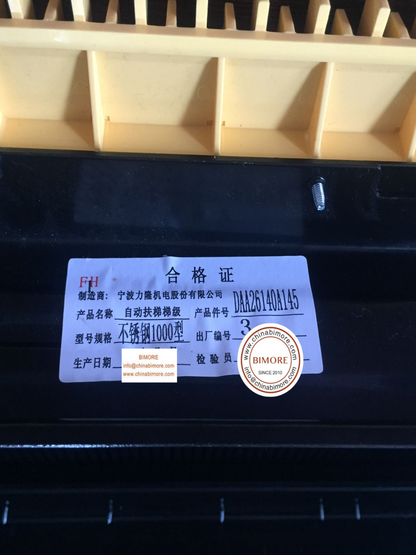 合格证
FH
制造商: 宁波力隆机电股份有限公司
产品名称 自动扶梯梯级 产品件号 DAA26140A145
型号规格 不锈钢1000型 出厂编号 3
生产日期 检验员
BIMORE
info@chinabimore.com
www.chinabimore.com
www.chinabimore.com
BIMORE
SINCE 2010
info@chinabimore.com